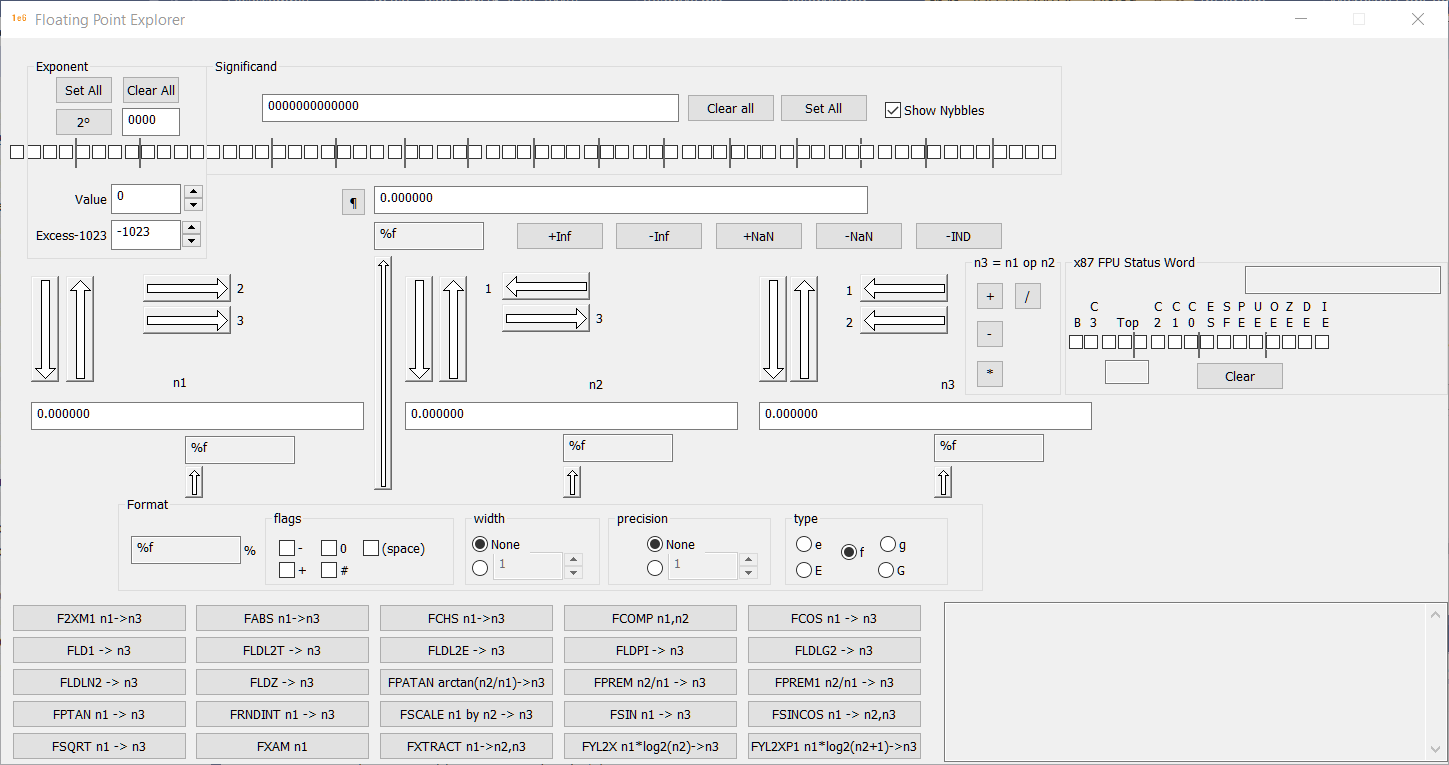 1e6 Floating Point Explorer
Exponent
Significand
Set All
Clear All
0000000000000
Clear all
Set All
Show Nybbles
2º
0000
Value
0
¶
0.000000
Excess-1023
-1023
%f
+Inf
-Inf
+NaN
-NaN
-IND
n3 = n1 op n2
x87 FPU Status Word
2
3
1
3
1
2
+
/
-
*
C C C C E S P U O Z D I
B 3 Top 2 1 0 S F E E E E E E
Clear
n1
n2
n3
0.000000
0.000000
0.000000
%f
%f
%f
Format
%f
%
flags
-
0
(space)
+
#
width
None
1
precision
None
1
type
e
f
g
E
G
F2XM1 n1->n3
FABS n1->n3
FCHS n1->n3
FCOMP n1,n2
FCOS n1 -> n3
FLD1 -> n3
FLDL2T -> n3
FLDL2E -> n3
FLDPI -> n3
FLDLG2 -> n3
FLDLN2 -> n3
FLDZ -> n3
FPATAN arctan(n2/n1)->n3
FPREM n2/n1 -> n3
FPREM1 n2/n1 -> n3
FPTAN n1 -> n3
FRNDINT n1 -> n3
FSCALE n1 by n2 -> n3
FSIN n1 -> n3
FSINCOS n1 -> n2,n3
FSQRT n1 -> n3
FXAM n1
FXTRACT n1->n2,n3
FYL2X n1*log2(n2)->n3
FYL2XP1 n1*log2(n2+1)->n3